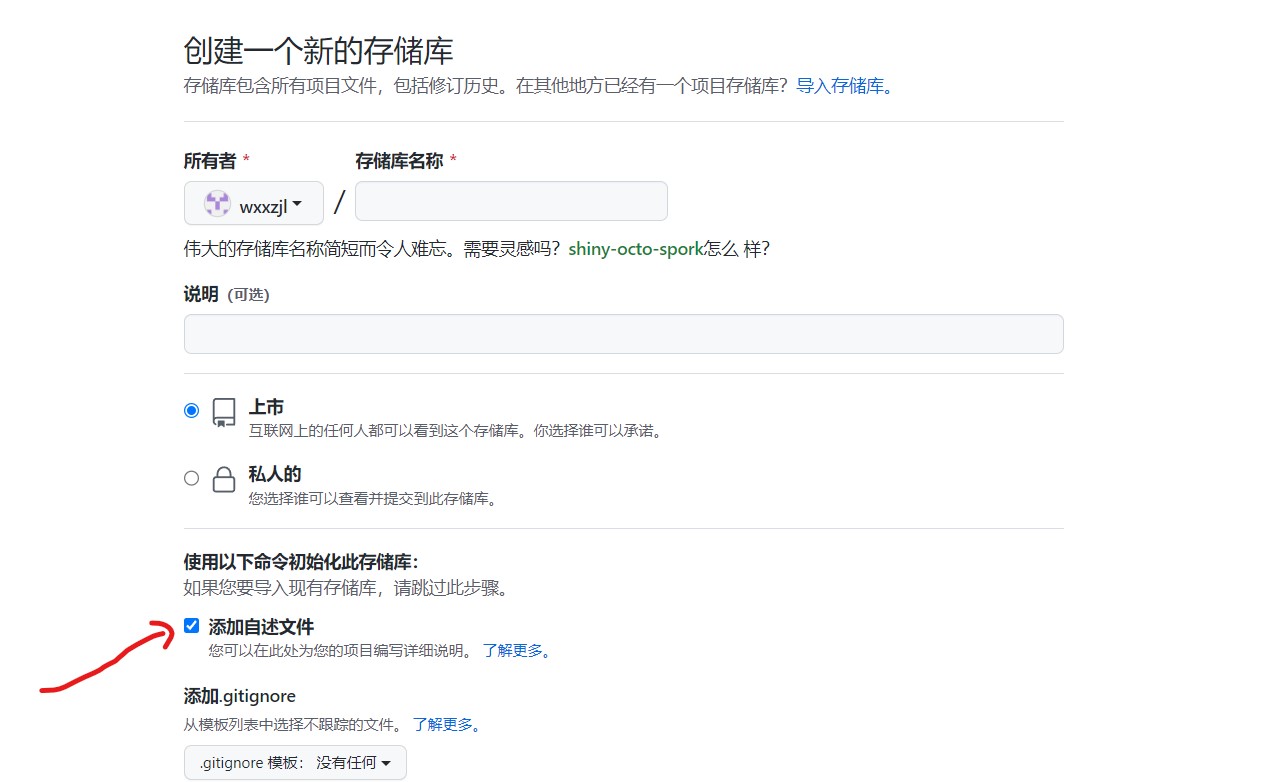 创建一个新的存储库
存储库包含所有项目文件，包括修订历史。在其他地方已经有一个项目存储库？导入存储库。
所有者 * 存储库名称 *
wxxzjl / 
伟大的存储库名称简短而令人难忘。需要灵感吗？shiny-octo-spork怎么 样？
说明 (可选)
上市
互联网上的任何人都可以看到这个存储库。你选择谁可以承诺。
私人的
您选择谁可以查看并提交到此存储库。
使用以下命令初始化此存储库：
如果您要导入现有存储库，请跳过此步骤。
添加自述文件
您可以在此处为您的项目编写详细说明。 了解更多。
添加.gitignore
从模板列表中选择不跟踪的文件。 了解更多。
.gitignore 模板： 没有任何